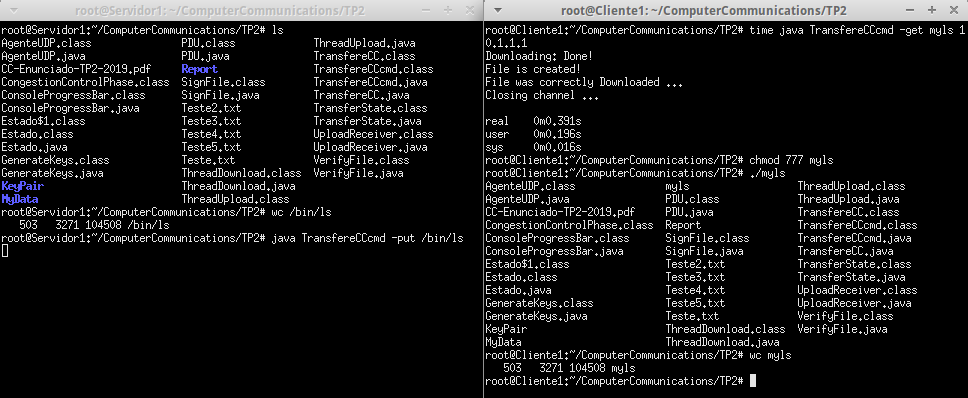 root@Servidor1: ~/ComputerCommunications/TP2
root@Servidor1:~/ComputerCommunications/TP2# ls
AgenteUDP.class PDU.class ThreadUpload.java
AgenteUDP.java PDU.java TransfereCC.class
CC-Enunciado-TP2-2019.pdf Report TransfereCCcmd.class
CongestionControlPhase.class SignFile.class TransfereCCcmd.java
ConsoleProgressBar.class SignFile.java TransfereCC.java
ConsoleProgressBar.java Teste2.txt TransferState.class
Estado$1.class Teste3.txt TransferState.java
Estado.class Teste4.txt UploadReceiver.class
Estado.java Teste5.txt UploadReceiver.java
GenerateKeys.class Teste.txt VerifyFile.class
GenerateKeys.java ThreadDownload.class VerifyFile.java
KeyPair ThreadDownload.java
MyData ThreadUpload.class
root@Servidor1:~/ComputerCommunications/TP2# wc /bin/ls
503 3271 104508 /bin/ls
root@Servidor1:~/ComputerCommunications/TP2# java TransfereCCcmd -put /bin/ls
root@Cliente1: ~/ComputerCommunications/TP2
root@Cliente1:~/ComputerCommunications/TP2# time java TransfereCCcmd -get myls 1
0.1.1.1
Downloading: Done!
File is created!
File was correctly Downloaded ...
Closing channel ...
real 0m0.391s
user 0m0.196s
sys 0m0.016s
root@Cliente1:~/ComputerCommunications/TP2# chmod 777 myls
root@Cliente1:~/ComputerCommunications/TP2# ./myls
AgenteUDP.class myls ThreadUpload.class
AgenteUDP.java PDU.class ThreadUpload.java
CC-Enunciado-TP2-2019.pdf PDU.java TransfereCC.class
CongestionControlPhase.class Report TransfereCCcmd.class
ConsoleProgressBar.class SignFile.class TransfereCCcmd.java
ConsoleProgressBar.java SignFile.java TransfereCC.java
Estado$1.class Teste2.txt TransferState.class
Estado.class Teste3.txt TransferState.java
Estado.java Teste4.txt UploadReceiver.class
GenerateKeys.class Teste5.txt UploadReceiver.java
GenerateKeys.java Teste.txt VerifyFile.class
KeyPair ThreadDownload.class VerifyFile.java
MyData ThreadDownload.java
root@Cliente1:~/ComputerCommunications/TP2# wc myls
503 3271 104508 myls
root@Cliente1:~/ComputerCommunications/TP2#